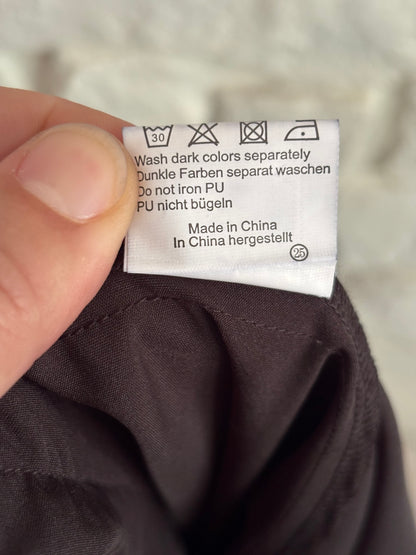 30
Wash dark colors separately
Dunkle Farben separat waschen
Do not iron PU
PU nicht bügeln
Made in China
In China hergestellt
25